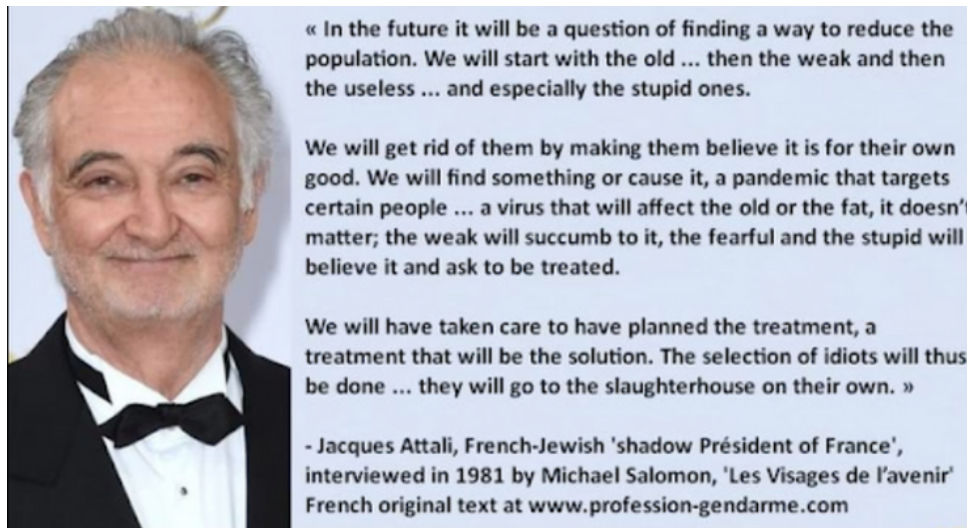 « In the future it will be a question of finding a way to reduce the
population. We will start with the old ... then the weak and then
the useless ... and especially the stupid ones.
We will get rid of them by making them believe it is for their own
good. We will find something or cause it, a pandemic that targets
certain people ... a virus that will affect the old or the fat, it doesn't
matter; the weak will succumb to it, the fearful and the stupid will
believe it and ask to be treated.
We will have taken care to have planned the treatment, a
treatment that will be the solution. The selection of idiots will thus
be done ... they will go to the slaughterhouse on their own. »
- Jacques Attali, French-Jewish 'shadow Président of France',
interviewed in 1981 by Michael Salomon, 'Les Visages de l’avenir'
French original text at www.profession-gendarme.com